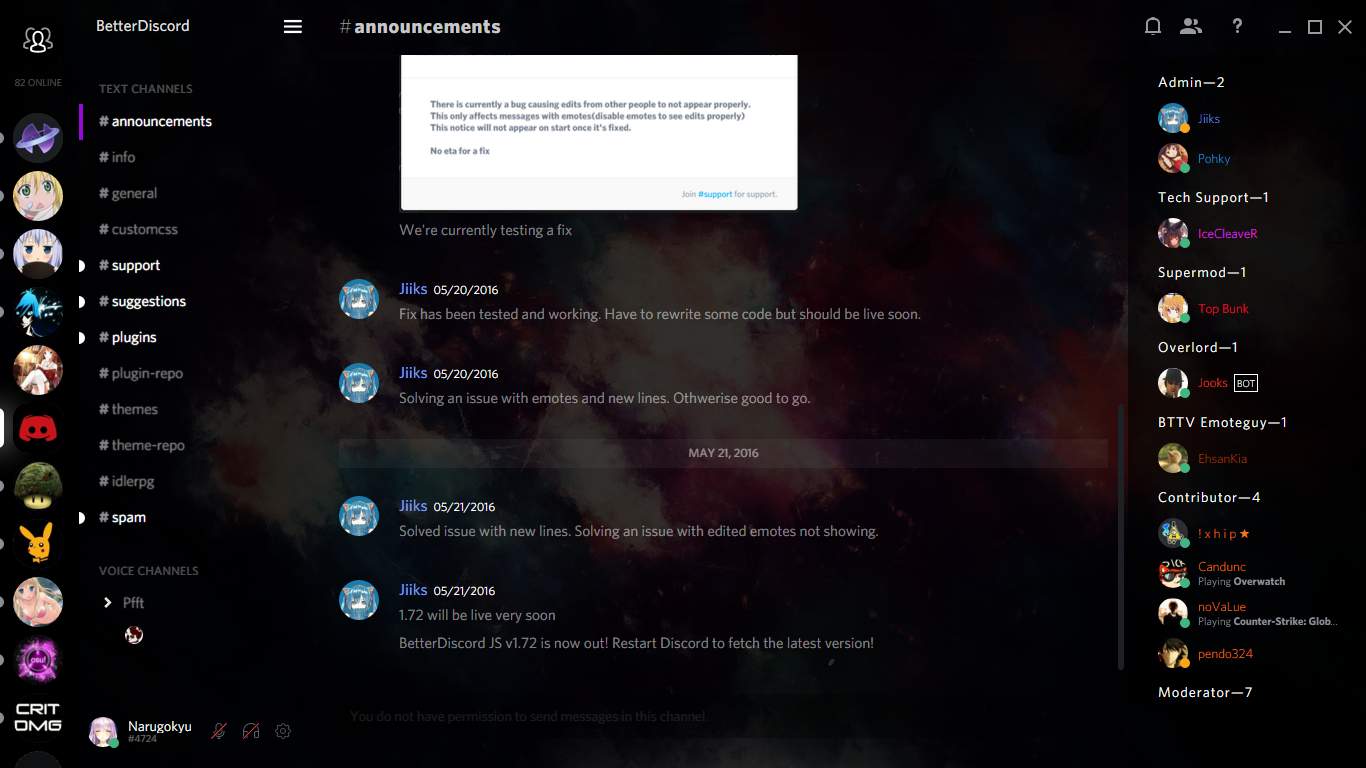 82 ONLINE
osu!
CRIT
DMG
BetterDiscord
TEXT CHANNELS
# announcements
# info
# general
# customcss
# support
# suggestions
# plugins
# plugin-repo
# themes
# theme-repo
# idlerpg
# spam
VOICE CHANNELS
Pfft
Narugokyu
#4724
#announcements
There is currently a bug causing edits from other people to not appear properly.
This only affects messages with emotes(disable emotes to see edits properly)
This notice will not appear on start once it's fixed.
No eta for a fix
Join #support for support.
We're currently testing a fix
Jiiks 05/20/2016
Fix has been tested and working. Have to rewrite some code but should be live soon.
Jiiks 05/20/2016
Solving an issue with emotes and new lines. Othwerise good to go.
MAY 21, 2016
Jiiks 05/21/2016
Solved issue with new lines. Solving an issue with edited emotes not showing.
Jiiks 05/21/2016
1.72 will be live very soon
BetterDiscord JS v1.72 is now out! Restart Discord to fetch the latest version!
You do not have permission to send messages in this channel.
?
Admin—2
Jiiks
Pohky
Tech Support—1
IceCleaveR
Supermod—1
Top Bunk
Overlord—1
Jooks BOT
BTTV Emoteguy—1
EhsanKia
Contributor—4
! x h i p ★
Candunc
Playing Overwatch
noVaLue
Playing Counter-Strike: Glob...
pendo324
Moderator—7